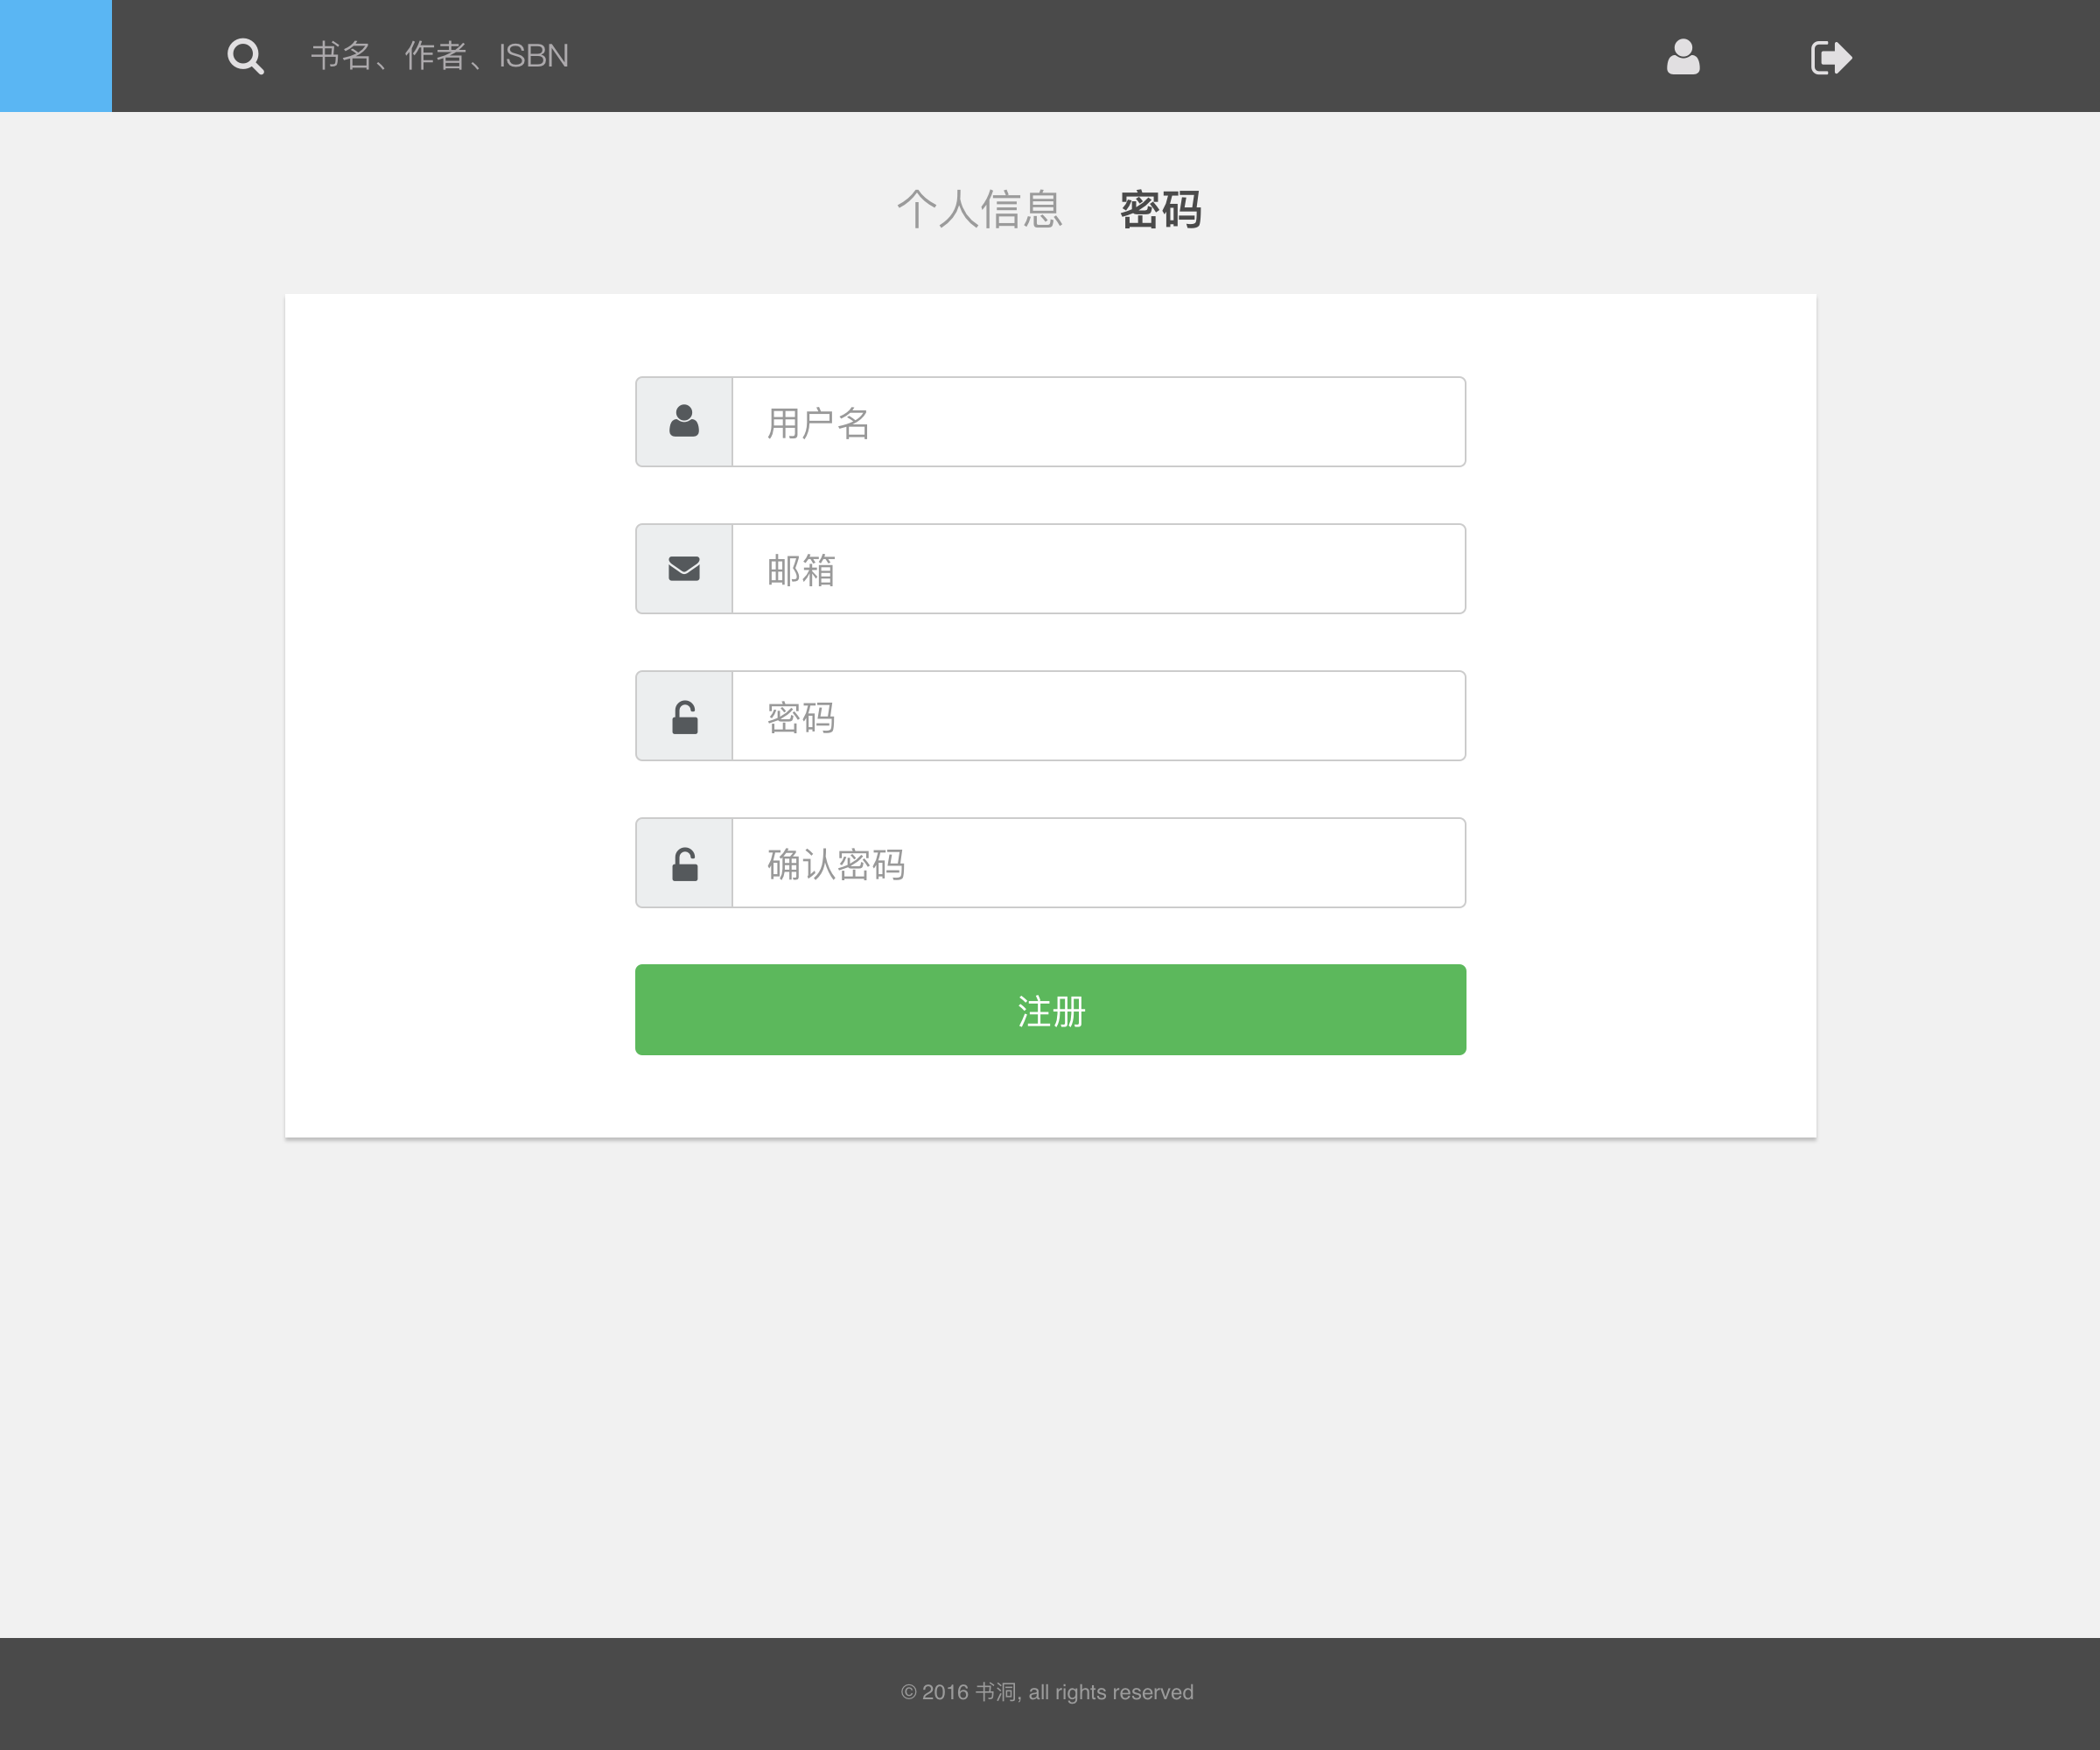 书名、作者、ISBN
个人信息 密码
用户名
邮箱
密码
确认密码
注册
© 2016 书洞, all rights reserved